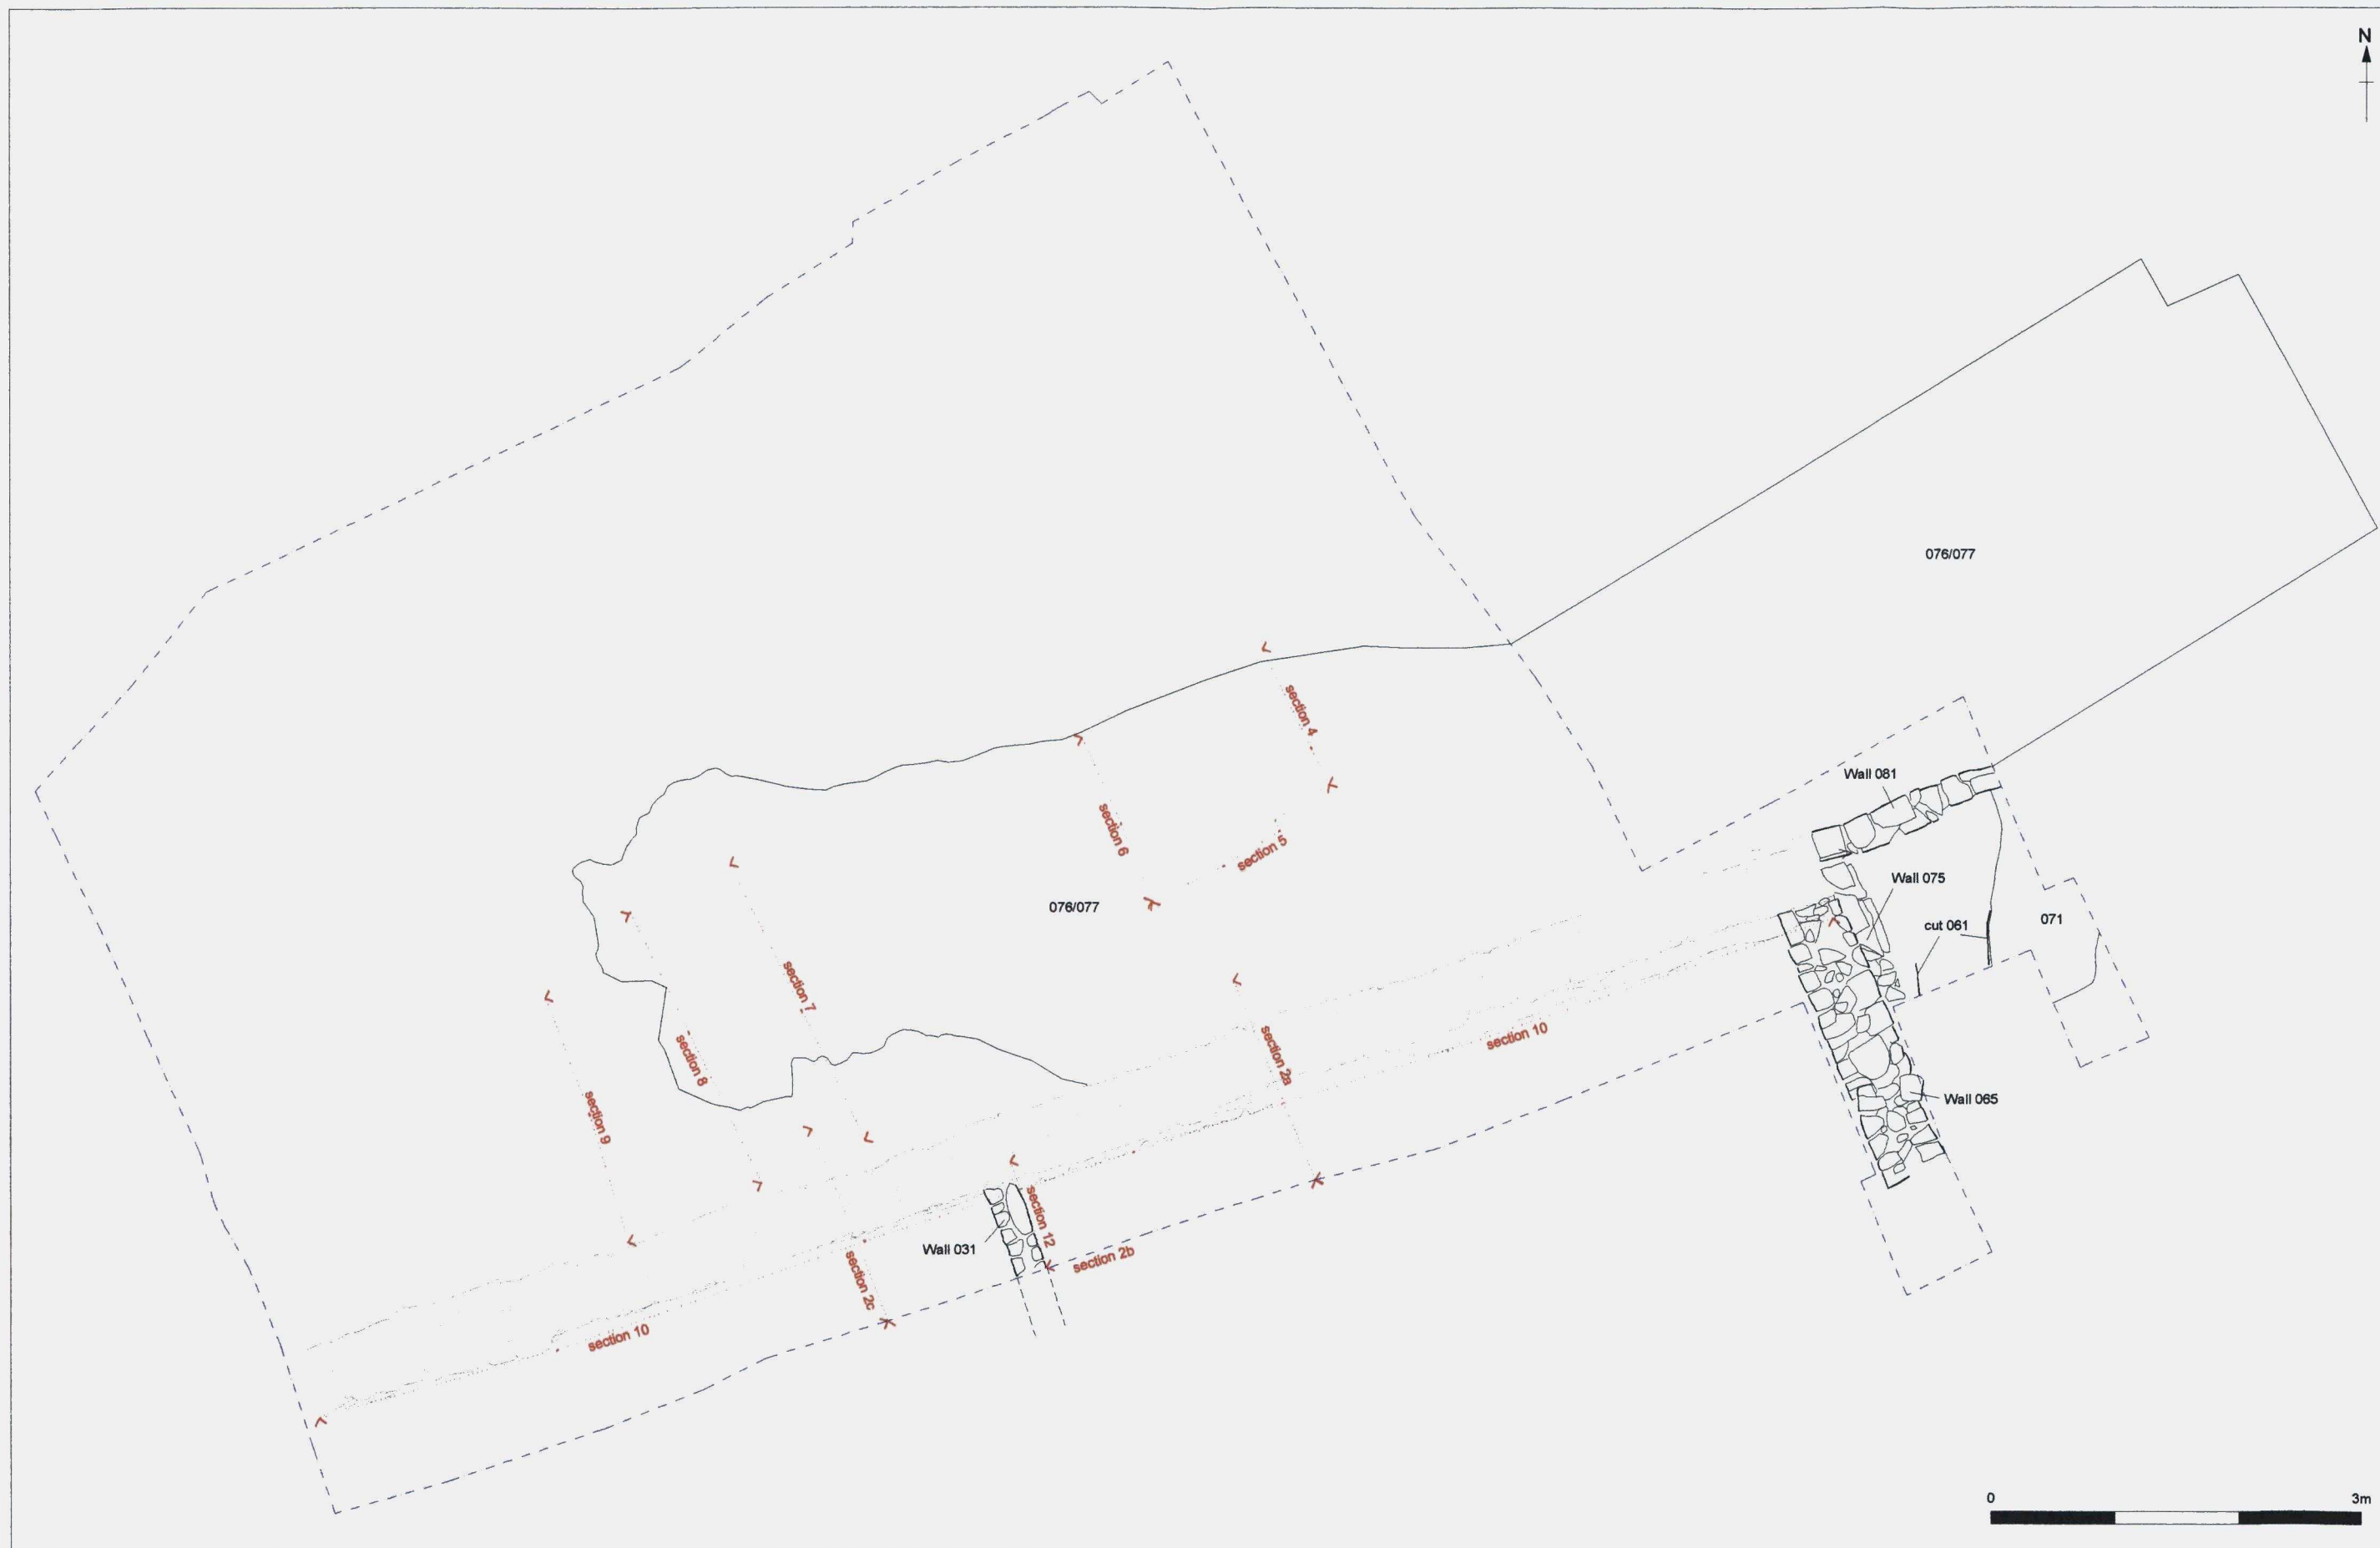 N
076/077
section 4
Wall 081
section 6
section 5
Wall 075
076/077
071
cut 061
section 7
section 10
section 8
section 2a
Wall 065
section 9
section 12
Wall 031
section 2b
section 2c
section 10
0 3m